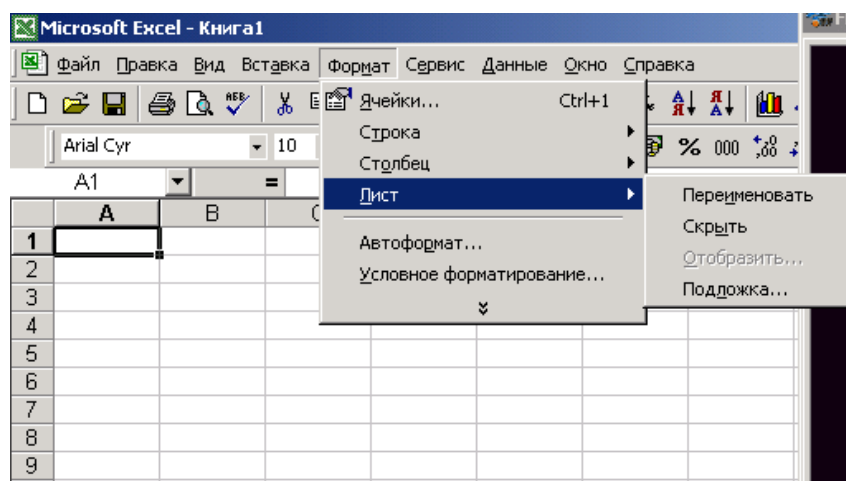 Microsoft Excel - Книга1
Файл Правка Вид Вставка Формат Сервис Данные Окно Справка
Ячейки... Ctrl+1
Arial Cyr 10 % 000
Строка
Столбец
A1 =
Лист
Переименовать
A B
Скрыть
1
Автоформат...
Отобразить...
2
Условное форматирование...
Подложка...
3
4
5
6
7
8
9